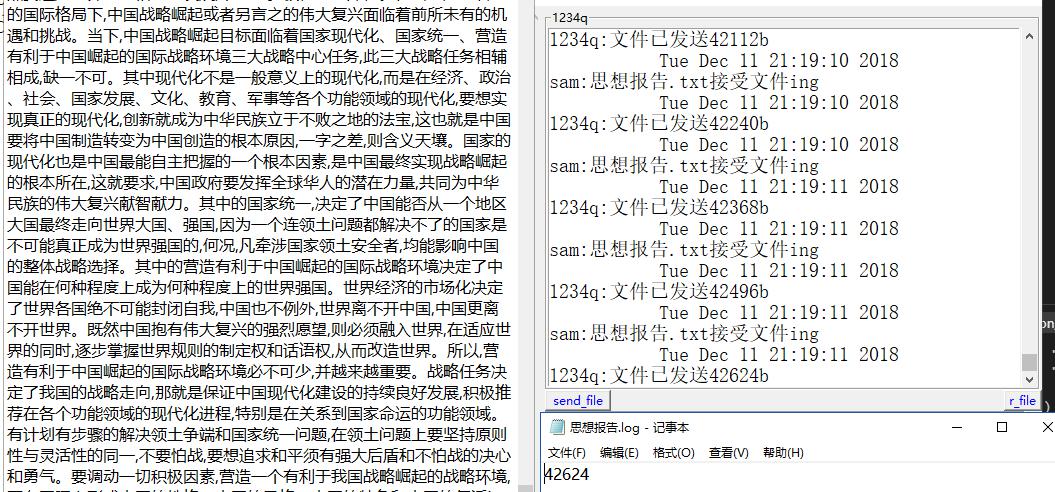 的国际格局下,中国战略崛起或者另言之的伟大复兴面临着前所未有的机
遇和挑战。当下,中国战略崛起目标面临着国家现代化、国家统一、营造
有利于中国崛起的国际战略环境三大战略中心任务,此三大战略任务相辅
相成,缺一不可。其中现代化不是一般意义上的现代化,而是在经济、政治
、社会、国家发展、文化、教育、军事等各个功能领域的现代化,要想实
现真正的现代化,创新就成为中华民族立于不败之地的法宝,这也就是中国
要将中国制造转变为中国创造的根本原因,一字之差,则含义天壤。国家的
现代化也是中国最能自主把握的一个根本因素,是中国最终实现战略崛起
的根本所在,这就要求,中国政府要发挥全球华人的潜在力量,共同为中华
民族的伟大复兴献智献力。其中的国家统一,决定了中国能否从一个地区
大国最终走向世界大国、强国,因为一个连领土问题都解决不了的国家是
不可能真正成为世界强国的,何况,凡牵涉国家领土安全者,均能影响中国
的整体战略选择。其中的营造有利于中国崛起的国际战略环境决定了中
国能在何种程度上成为何种程度上的世界强国。世界经济的市场化决定
了世界各国绝不可能封闭自我,中国也不例外,世界离不开中国,中国更离
不开世界。既然中国抱有伟大复兴的强烈愿望,则必须融入世界,在适应世
界的同时,逐步掌握世界规则的制定权和话语权,从而改造世界。所以,营
造有利于中国崛起的国际战略环境必不可少,并越来越重要。战略任务决
定了我国的战略走向,那就是保证中国现代化建设的持续良好发展,积极推
荐在各个功能领域的现代化进程,特别是在关系到国家命运的功能领域。
有计划有步骤的解决领土争端和国家统一问题,在领土问题上要坚持原则
性与灵活性的同一,不要怕战,要想追求和平须有强大后盾和不怕战的决心
和勇气。要调动一切积极因素,营造一个有利于我国战略崛起的战略环境,
1234q
1234q:文件已发送42112b
Tue Dec 11 21:19:10 2018
sam:思想报告.txt接受文件ing
Tue Dec 11 21:19:10 2018
1234q:文件已发送42240b
Tue Dec 11 21:19:10 2018
sam:思想报告.txt接受文件ing
Tue Dec 11 21:19:11 2018
1234q:文件已发送42368b
Tue Dec 11 21:19:11 2018
sam:思想报告.txt接受文件ing
Tue Dec 11 21:19:11 2018
1234q:文件已发送42496b
Tue Dec 11 21:19:11 2018
sam:思想报告.txt接受文件ing
Tue Dec 11 21:19:11 2018
1234q:文件已发送42624b
send_file
r_file
思想报告.log - 记事本
文件(F) 编辑(E) 格式(O) 查看(V) 帮助(H)
42624